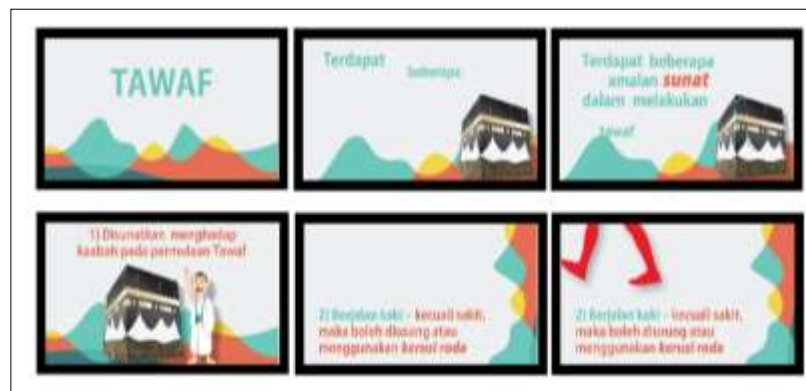 TAWAF
Terdapat
beberapa
Terdapat beberapa
amalan sunat
dalam melakukan
tawaf
1) Disunatkan menghadap
kaabah pada permulaan Tawaf
2) Berjalan kaki - kecuali sakit,
maka boleh diusung atau
menggunakan kerusi roda
2) Berjalan kaki - kecuali sakit,
maka boleh diusung atau
menggunakan kerusi roda